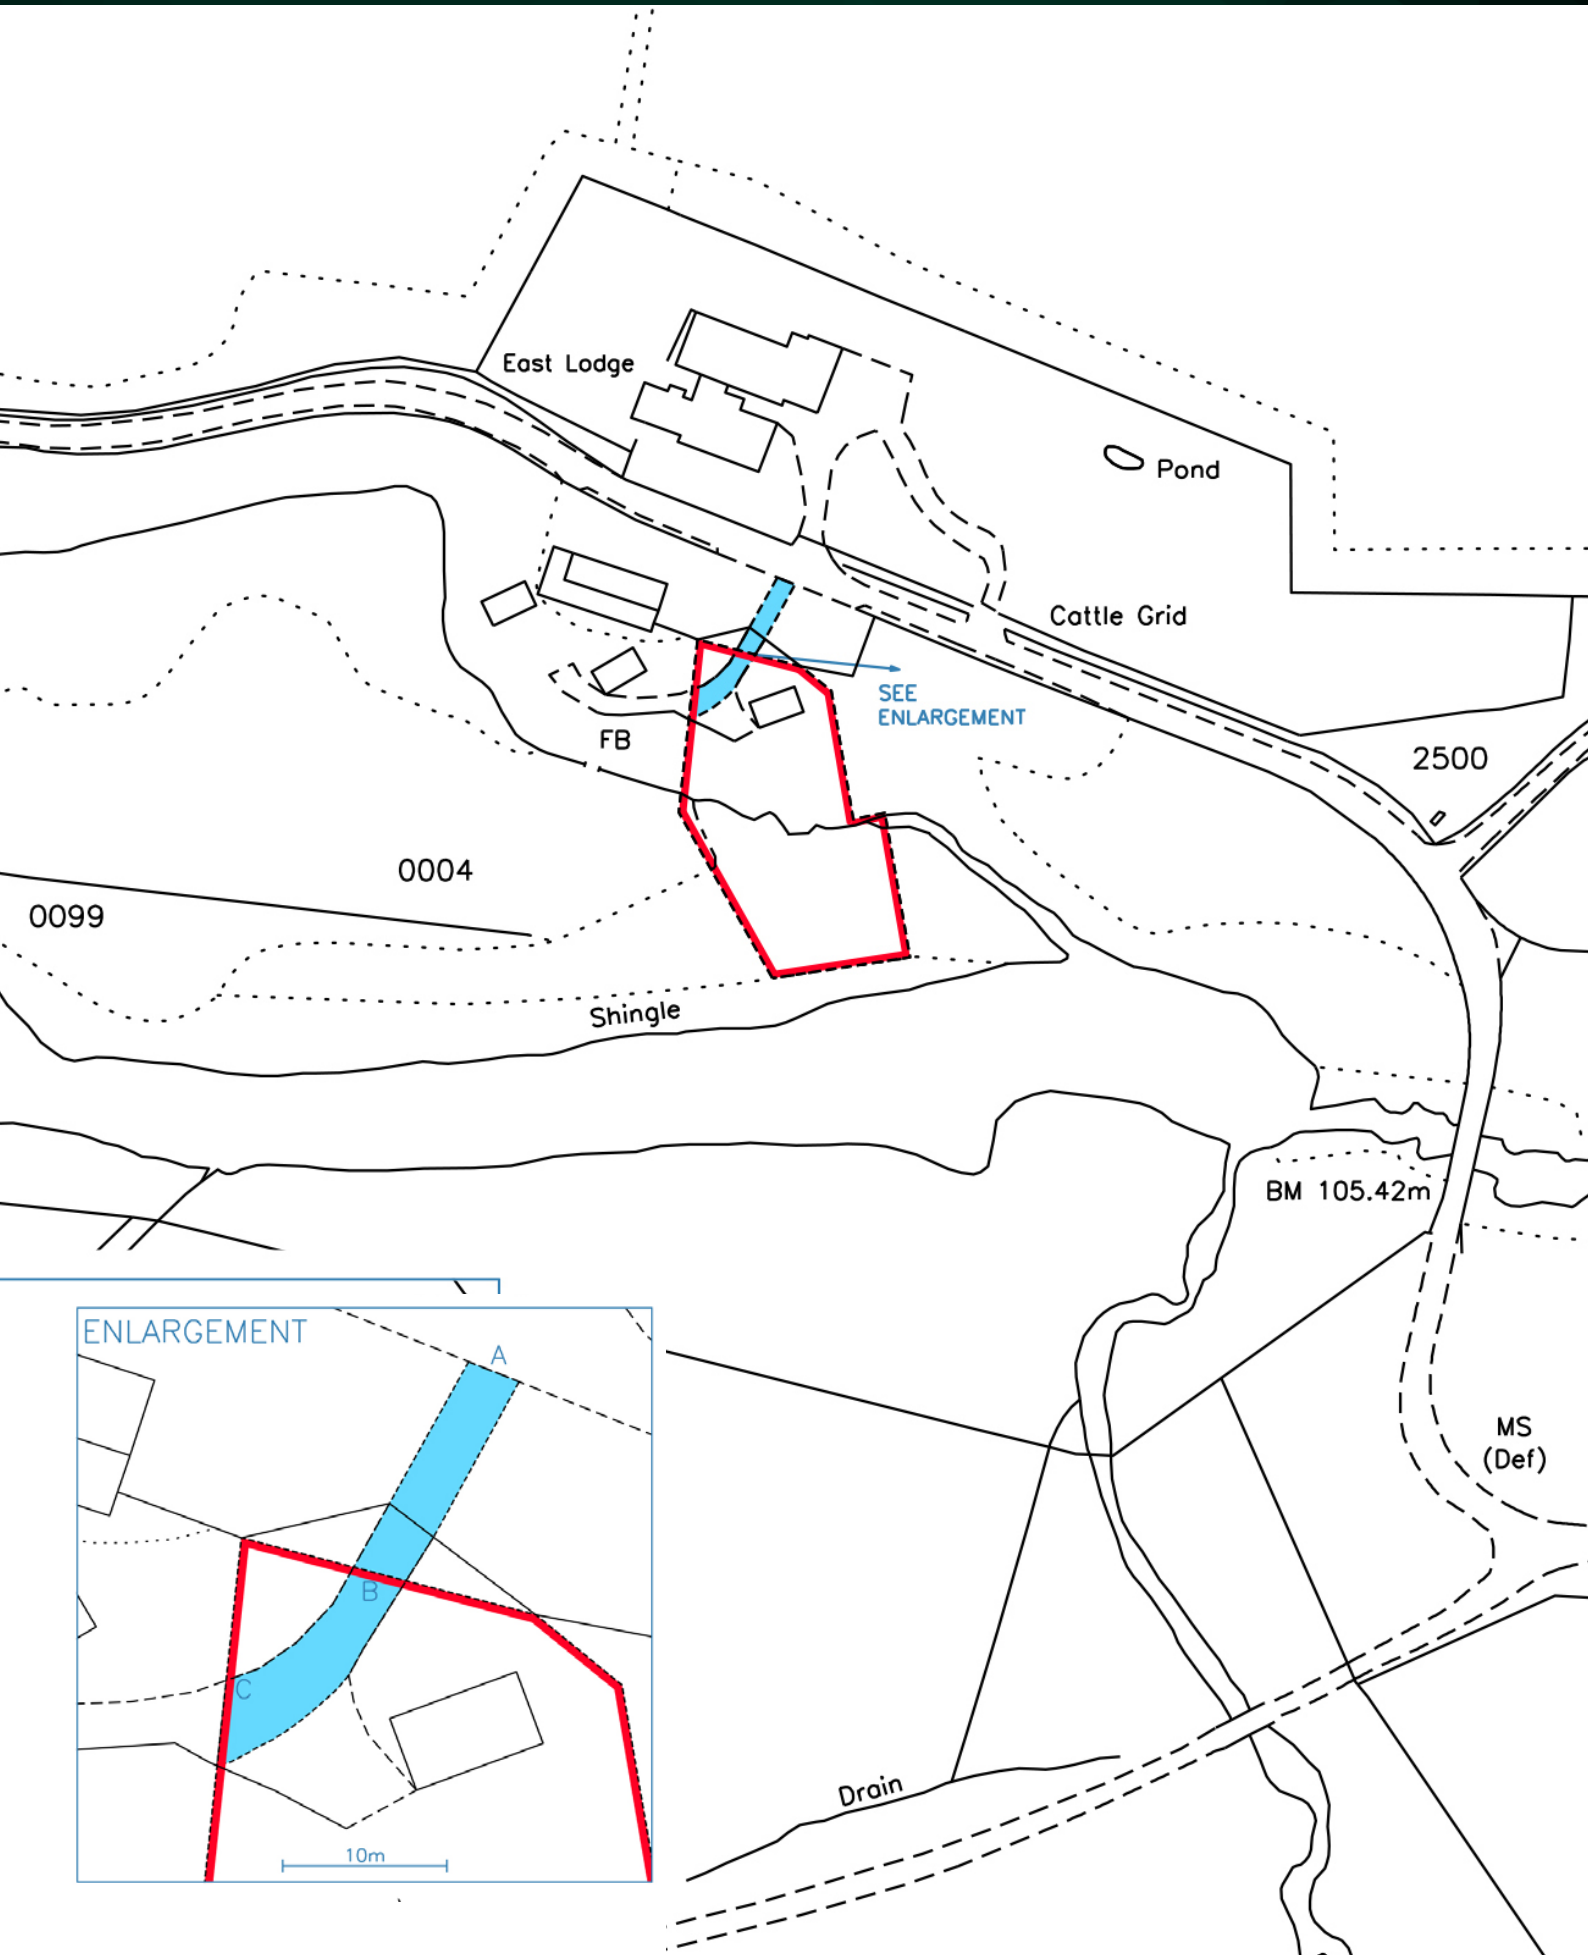 East Lodge
Pond
Cattle Grid
SEE
ENLARGEMENT
FB
2500
0004
0099
Shingle
BM 105.42m
ENLARGEMENT
A
B
C
10m
MS
(Def)
Drain